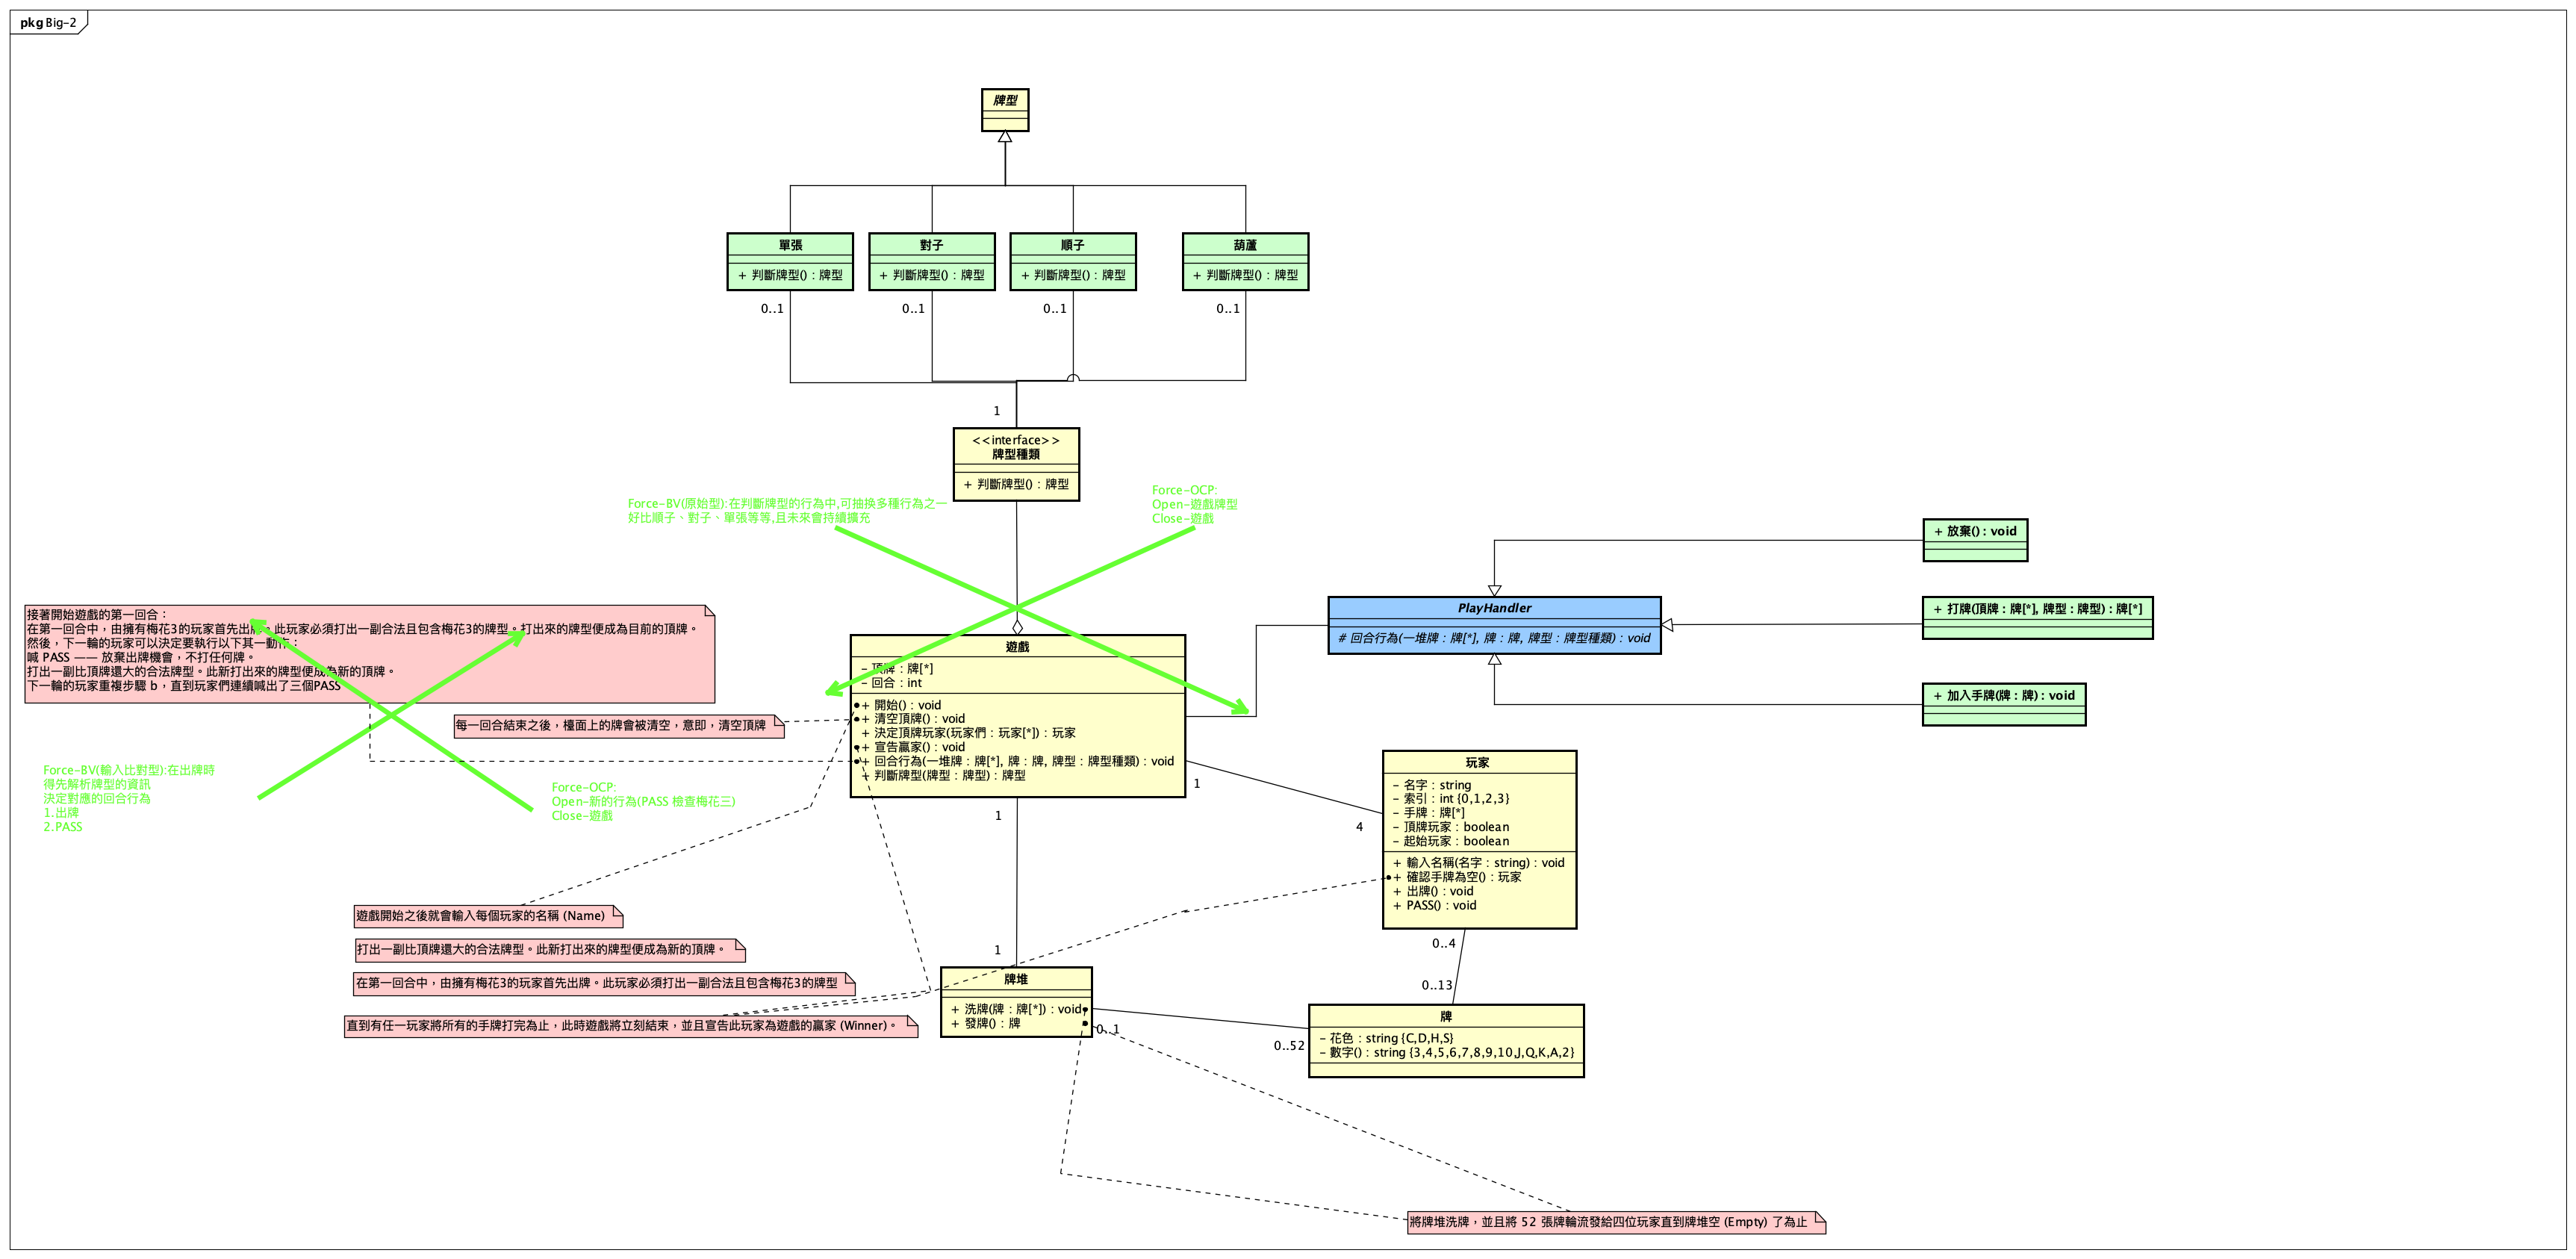 pkg Big-2
牌型
單張
+ 判斷牌型() : 牌型
對子
+ 判斷牌型() : 牌型
順子
+ 判斷牌型() : 牌型
葫蘆
+ 判斷牌型() : 牌型
0..1
0..1
0..1
0..1
1
<<interface>>
牌型種類
+ 判斷牌型() : 牌型
Force-BV(原始型):在判斷牌型的行為中,可抽換多種行為之一
好比順子、對子、單張等等,且未來會持續擴充
Force-OCP:
Open-遊戲牌型
Close-遊戲
+ 放棄() : void
PlayHandler
# 回合行為(一堆牌 : 牌[*], 牌 : 牌, 牌型 : 牌型種類) : void
+ 打牌(頂牌 : 牌[*], 牌型 : 牌型) : 牌[*]
+ 加入手牌(牌 : 牌) : void
接著開始遊戲的第一回合：
在第一回合中，由擁有梅花3的玩家首先出牌。此玩家必須打出一副合法且包含梅花3的牌型。打出來的牌型便成為目前的頂牌。
然後，下一輪的玩家可以決定要執行以下其一動作：
喊 PASS —— 放棄出牌機會，不打任何牌。
打出一副比頂牌還大的合法牌型。此新打出來的牌型便成為新的頂牌。
下一輪的玩家重複步驟 b，直到玩家們連續喊出了三個PASS
每一回合結束之後，檯面上的牌會被清空，意即，清空頂牌
遊戲
- 頂牌 : 牌[*]
- 回合 : int
+ 開始() : void
+ 清空頂牌() : void
+ 決定頂牌玩家(玩家們 : 玩家[*]) : 玩家
+ 宣告贏家() : void
+ 回合行為(一堆牌 : 牌[*], 牌 : 牌, 牌型 : 牌型種類) : void
+ 判斷牌型(牌型 : 牌型) : 牌型
Force-BV(輸入比對型):在出牌時
得先解析牌型的資訊
決定對應的回合行為
1.出牌
2.PASS
Force-OCP:
Open-新的行為(PASS 檢查梅花三)
Close-遊戲
1
1
4
玩家
- 名字 : string
- 索引 : int {0,1,2,3}
- 手牌 : 牌[*]
- 頂牌玩家 : boolean
- 起始玩家 : boolean
+ 輸入名稱(名字 : string) : void
+ 確認手牌為空() : 玩家
+ 出牌() : void
+ PASS() : void
遊戲開始之後就會輸入每個玩家的名稱 (Name)
打出一副比頂牌還大的合法牌型。此新打出來的牌型便成為新的頂牌。
在第一回合中，由擁有梅花3的玩家首先出牌。此玩家必須打出一副合法且包含梅花3的牌型
直到有任一玩家將所有的手牌打完為止，此時遊戲將立刻結束，並且宣告此玩家為遊戲的贏家 (Winner)。
1
牌堆
+ 洗牌(牌 : 牌[*]) : void
+ 發牌() : 牌
0..1
0..52
0..4
0..13
牌
- 花色 : string {C,D,H,S}
- 數字() : string {3,4,5,6,7,8,9,10,J,Q,K,A,2}
將牌堆洗牌，並且將 52 張牌輪流發給四位玩家直到牌堆空 (Empty) 了為止